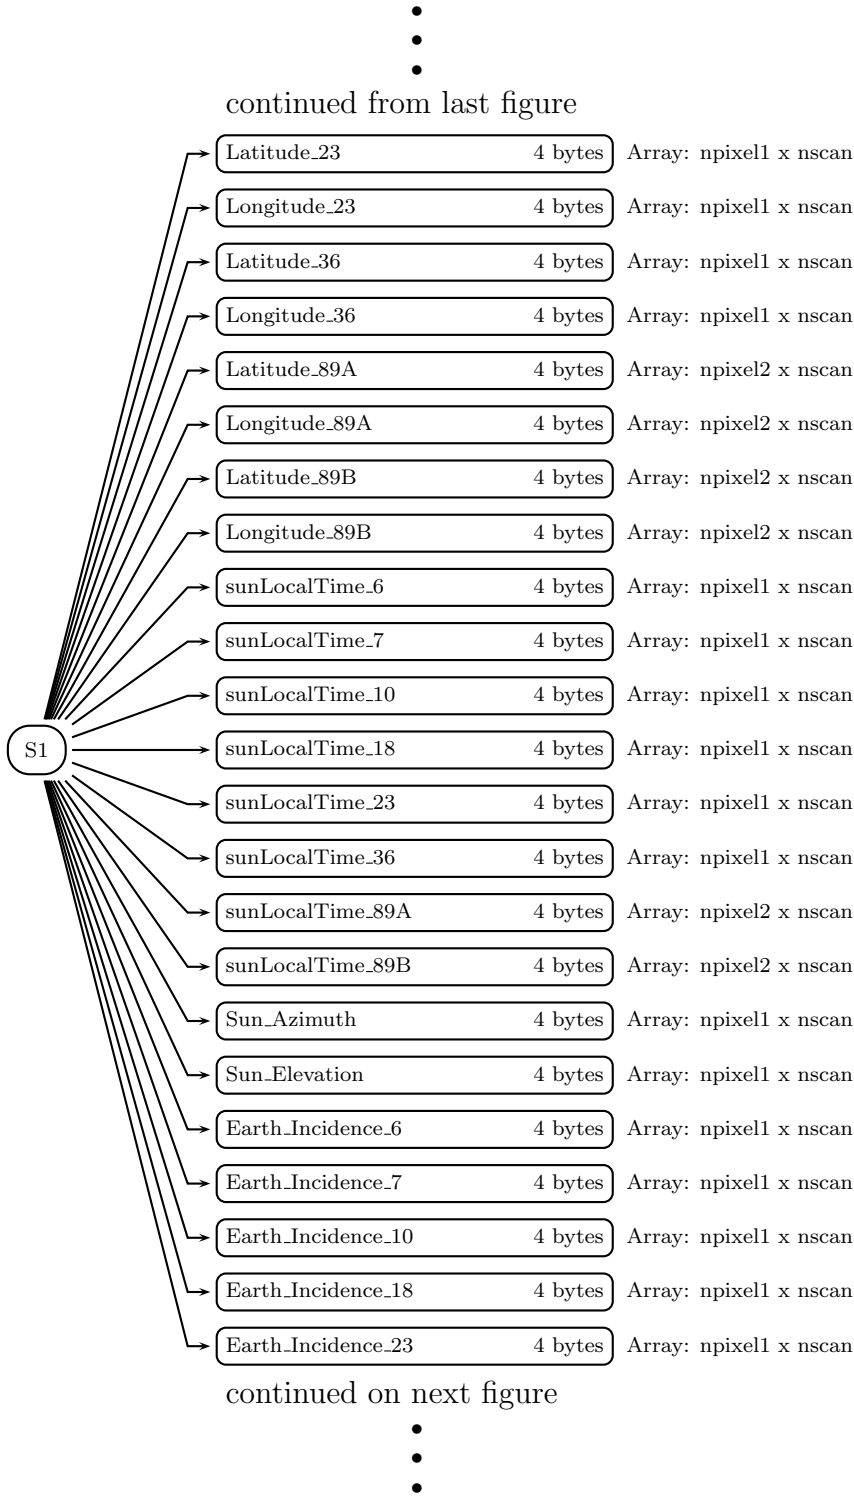 continued from last figure
Latitude_23 4 bytes Array: npixel1 x nscan
Longitude_23 4 bytes Array: npixel1 x nscan
Latitude_36 4 bytes Array: npixel1 x nscan
Longitude_36 4 bytes Array: npixel1 x nscan
Latitude_89A 4 bytes Array: npixel2 x nscan
Longitude_89A 4 bytes Array: npixel2 x nscan
Latitude_89B 4 bytes Array: npixel2 x nscan
Longitude_89B 4 bytes Array: npixel2 x nscan
sunLocalTime_6 4 bytes Array: npixel1 x nscan
sunLocalTime_7 4 bytes Array: npixel1 x nscan
sunLocalTime_10 4 bytes Array: npixel1 x nscan
S1 sunLocalTime_18 4 bytes Array: npixel1 x nscan
sunLocalTime_23 4 bytes Array: npixel1 x nscan
sunLocalTime_36 4 bytes Array: npixel1 x nscan
sunLocalTime_89A 4 bytes Array: npixel2 x nscan
sunLocalTime_89B 4 bytes Array: npixel2 x nscan
Sun_Azimuth 4 bytes Array: npixel1 x nscan
Sun_Elevation 4 bytes Array: npixel1 x nscan
Earth_Incidence_6 4 bytes Array: npixel1 x nscan
Earth_Incidence_7 4 bytes Array: npixel1 x nscan
Earth_Incidence_10 4 bytes Array: npixel1 x nscan
Earth_Incidence_18 4 bytes Array: npixel1 x nscan
Earth_Incidence_23 4 bytes Array: npixel1 x nscan
continued on next figure